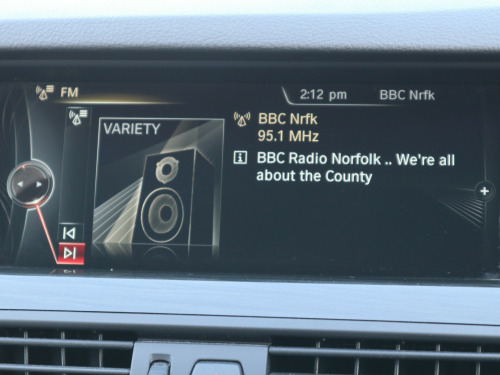 FM
2:12 pm
BBC Nrfk
VARIETY
BBC Nrfk
95.1 MHz
BBC Radio Norfolk .. We're all
about the County